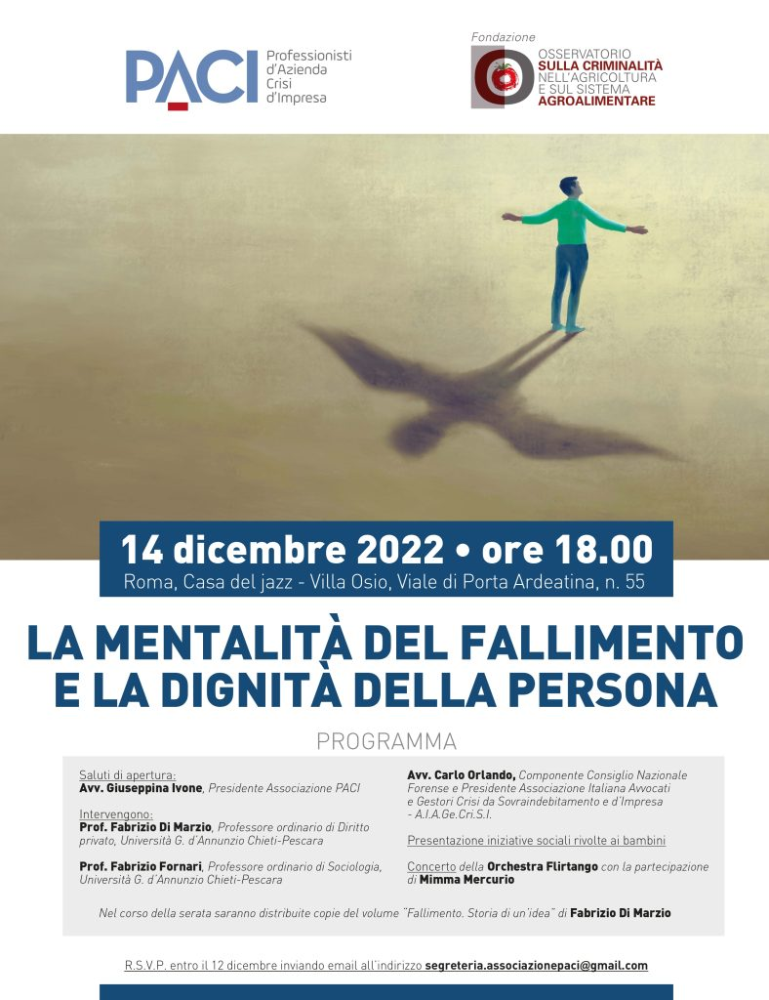 PACI
Professionisti
d'Azienda
Crisi
d'Impresa
Fondazione
OSSERVATORIO
SULLA CRIMINALITÀ
NELL'AGRICOLTURA
E SUL SISTEMA
AGROALIMENTARE
14 dicembre 2022 • ore 18.00
Roma, Casa del jazz - Villa Osio, Viale di Porta Ardeatina, n. 55
LA MENTALITÀ DEL FALLIMENTO
E LA DIGNITÀ DELLA PERSONA
PROGRAMMA
Saluti di apertura:
Avv. Giuseppina Ivone, Presidente Associazione PACI
Intervengono:
Prof. Fabrizio Di Marzio, Professore ordinario di Diritto
privato, Università G. d'Annunzio Chieti-Pescara
Prof. Fabrizio Fornari, Professore ordinario di Sociologia,
Università G. d'Annunzio Chieti-Pescara
Avv. Carlo Orlando, Componente Consiglio Nazionale
Forense e Presidente Associazione Italiana Avvocati
e Gestori Crisi da Sovraindebitamento e d'Impresa
- A.I.A.Ge.Cri.S.I.
Presentazione iniziative sociali rivolte ai bambini
Concerto della Orchestra Flirtango con la partecipazione
di Mimma Mercurio
Nel corso della serata saranno distribuite copie del volume "Fallimento. Storia di un'idea" di Fabrizio Di Marzio
R.S.V.P. entro il 12 dicembre inviando email all'indirizzo segreteria.associazionepaci@gmail.com